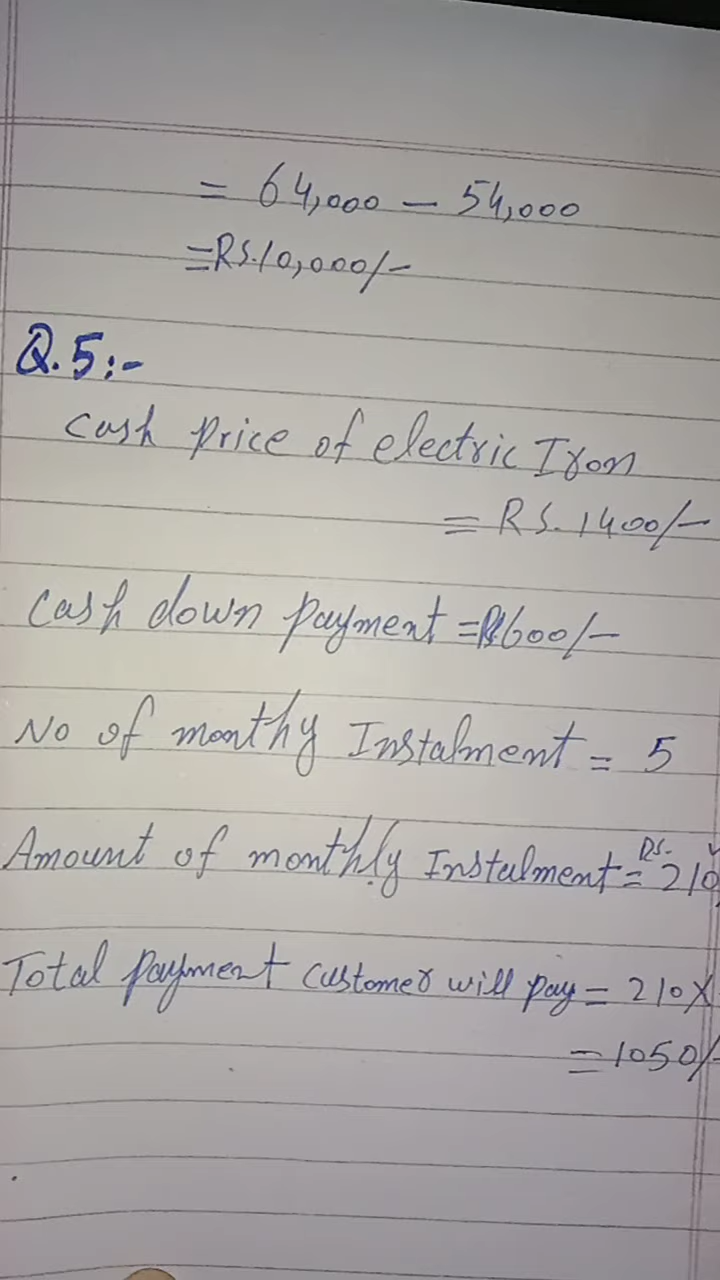 = 64,000 - 54,000
=RS.10,000/-
Q.5:-
Cash price of electric Iron
= RS. 1400/-
Cash down payment =Rs600/-
No of monthy Instalment = 5
Amount of monthly Instalment = Rs. 210
Total payment customer will pay = 210X
= 1050/-